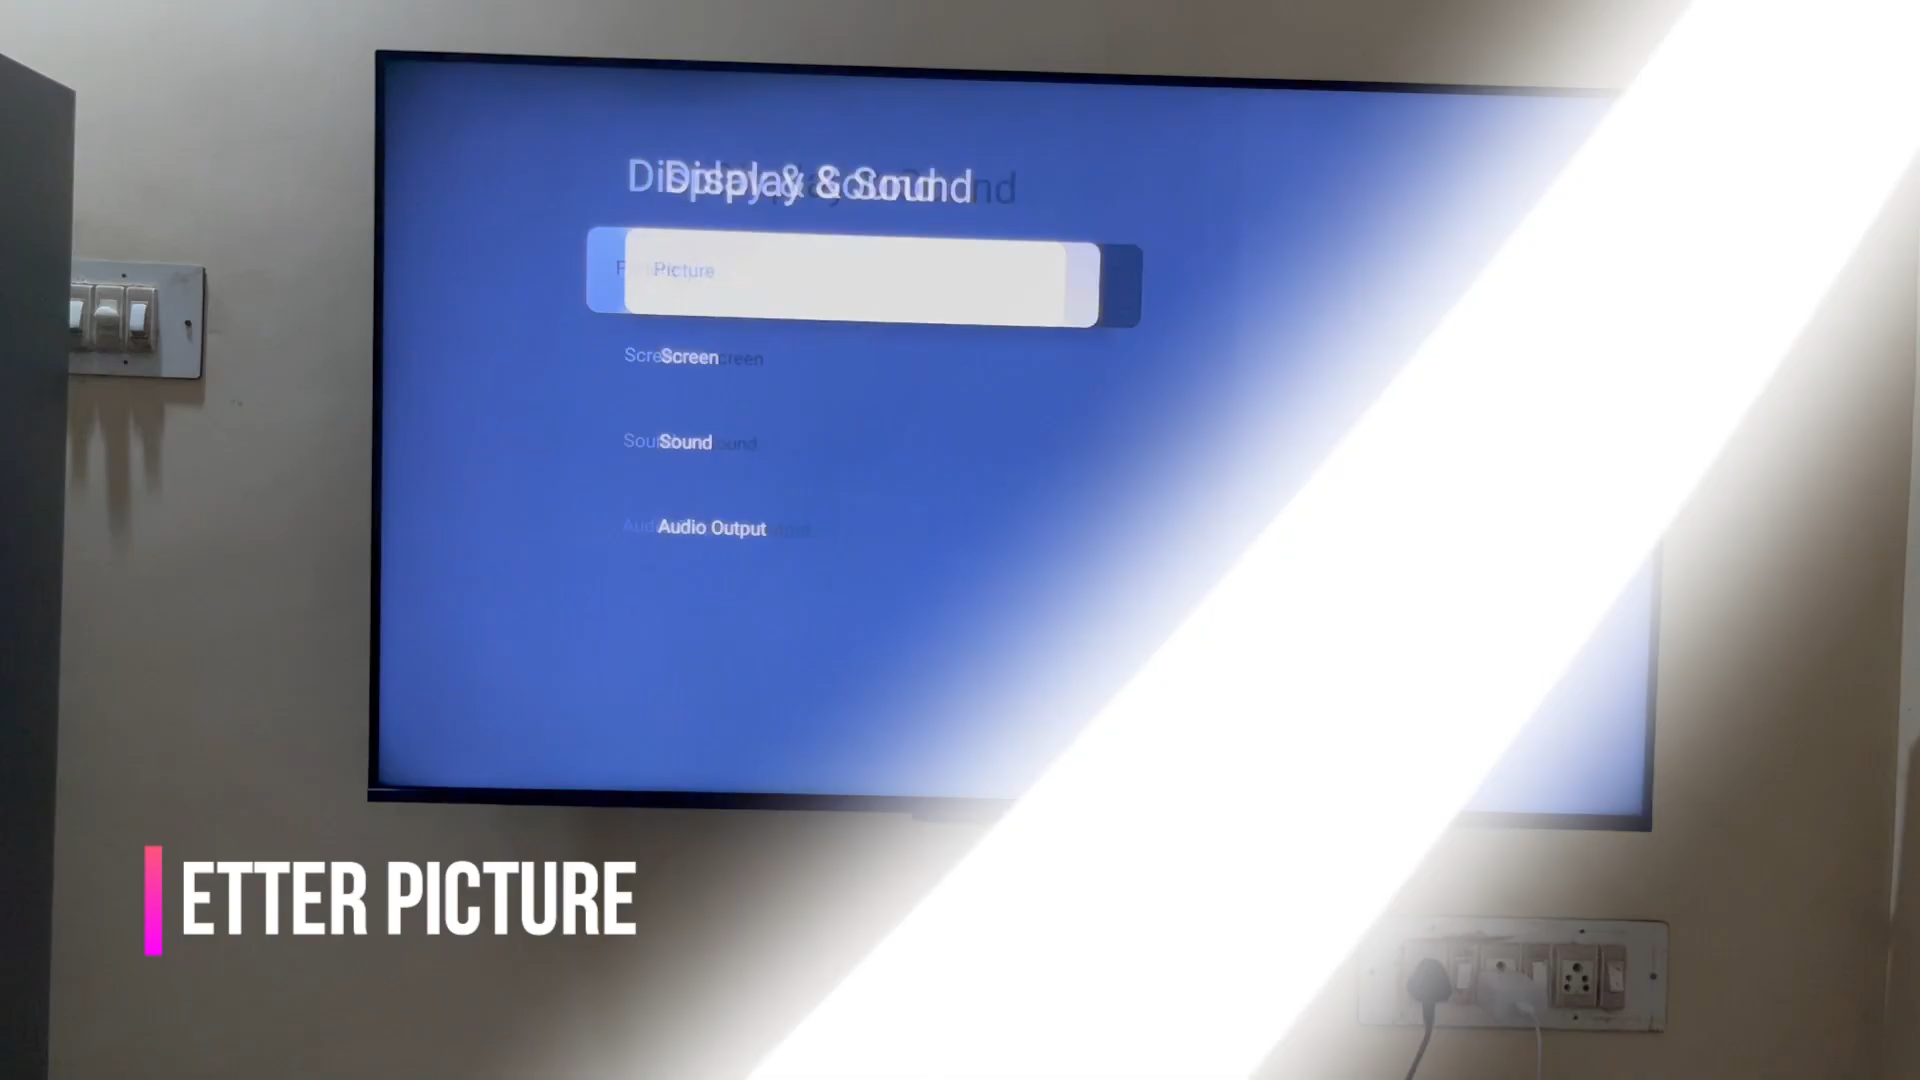 Display & Sound
Picture
Screen
Sound
Audio Output
ETTER PICTURE